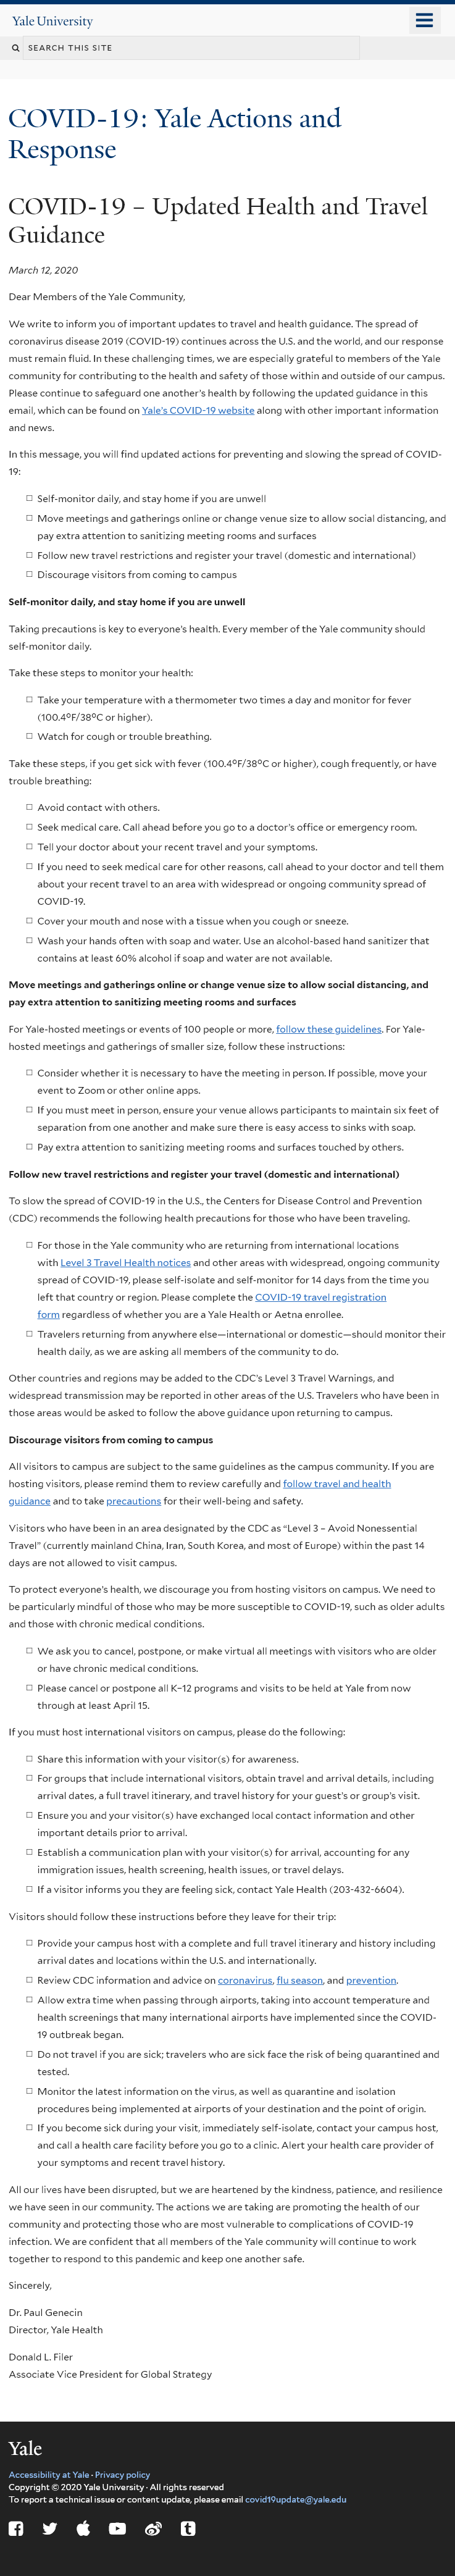 Yale University
SEARCH THIS SITE
COVID-19: Yale Actions and
Response
COVID-19 – Updated Health and Travel
Guidance
March 12, 2020
Dear Members of the Yale Community,
We write to inform you of important updates to travel and health guidance. The spread of
coronavirus disease 2019 (COVID-19) continues across the U.S. and the world, and our response
must remain fluid. In these challenging times, we are especially grateful to members of the Yale
community for contributing to the health and safety of those within and outside of our campus.
Please continue to safeguard one another’s health by following the updated guidance in this
email, which can be found on Yale’s COVID-19 website along with other important information
and news.
In this message, you will find updated actions for preventing and slowing the spread of COVID-
19:
Self-monitor daily, and stay home if you are unwell
Move meetings and gatherings online or change venue size to allow social distancing, and
pay extra attention to sanitizing meeting rooms and surfaces
Follow new travel restrictions and register your travel (domestic and international)
Discourage visitors from coming to campus
Self-monitor daily, and stay home if you are unwell
Taking precautions is key to everyone’s health. Every member of the Yale community should
self-monitor daily.
Take these steps to monitor your health:
Take your temperature with a thermometer two times a day and monitor for fever
(100.4ºF/38ºC or higher).
Watch for cough or trouble breathing.
Take these steps, if you get sick with fever (100.4ºF/38ºC or higher), cough frequently, or have
trouble breathing:
Avoid contact with others.
Seek medical care. Call ahead before you go to a doctor’s office or emergency room.
Tell your doctor about your recent travel and your symptoms.
If you need to seek medical care for other reasons, call ahead to your doctor and tell them
about your recent travel to an area with widespread or ongoing community spread of
COVID-19.
Cover your mouth and nose with a tissue when you cough or sneeze.
Wash your hands often with soap and water. Use an alcohol-based hand sanitizer that
contains at least 60% alcohol if soap and water are not available.
Move meetings and gatherings online or change venue size to allow social distancing, and
pay extra attention to sanitizing meeting rooms and surfaces
For Yale-hosted meetings or events of 100 people or more, follow these guidelines. For Yale-
hosted meetings and gatherings of smaller size, follow these instructions:
Consider whether it is necessary to have the meeting in person. If possible, move your
event to Zoom or other online apps.
If you must meet in person, ensure your venue allows participants to maintain six feet of
separation from one another and make sure there is easy access to sinks with soap.
Pay extra attention to sanitizing meeting rooms and surfaces touched by others.
Follow new travel restrictions and register your travel (domestic and international)
To slow the spread of COVID-19 in the U.S., the Centers for Disease Control and Prevention
(CDC) recommends the following health precautions for those who have been traveling.
For those in the Yale community who are returning from international locations
with Level 3 Travel Health notices and other areas with widespread, ongoing community
spread of COVID-19, please self-isolate and self-monitor for 14 days from the time you
left that country or region. Please complete the COVID-19 travel registration
form regardless of whether you are a Yale Health or Aetna enrollee.
Travelers returning from anywhere else—international or domestic—should monitor their
health daily, as we are asking all members of the community to do.
Other countries and regions may be added to the CDC’s Level 3 Travel Warnings, and
widespread transmission may be reported in other areas of the U.S. Travelers who have been in
those areas would be asked to follow the above guidance upon returning to campus.
Discourage visitors from coming to campus
All visitors to campus are subject to the same guidelines as the campus community. If you are
hosting visitors, please remind them to review carefully and follow travel and health
guidance and to take precautions for their well-being and safety.
Visitors who have been in an area designated by the CDC as “Level 3 – Avoid Nonessential
Travel” (currently mainland China, Iran, South Korea, and most of Europe) within the past 14
days are not allowed to visit campus.
To protect everyone’s health, we discourage you from hosting visitors on campus. We need to
be particularly mindful of those who may be more susceptible to COVID-19, such as older adults
and those with chronic medical conditions.
We ask you to cancel, postpone, or make virtual all meetings with visitors who are older
or have chronic medical conditions.
Please cancel or postpone all K–12 programs and visits to be held at Yale from now
through at least April 15.
If you must host international visitors on campus, please do the following:
Share this information with your visitor(s) for awareness.
For groups that include international visitors, obtain travel and arrival details, including
arrival dates, a full travel itinerary, and travel history for your guest’s or group’s visit.
Ensure you and your visitor(s) have exchanged local contact information and other
important details prior to arrival.
Establish a communication plan with your visitor(s) for arrival, accounting for any
immigration issues, health screening, health issues, or travel delays.
If a visitor informs you they are feeling sick, contact Yale Health (203-432-6604).
Visitors should follow these instructions before they leave for their trip:
Provide your campus host with a complete and full travel itinerary and history including
arrival dates and locations within the U.S. and internationally.
Review CDC information and advice on coronavirus, flu season, and prevention.
Allow extra time when passing through airports, taking into account temperature and
health screenings that many international airports have implemented since the COVID-
19 outbreak began.
Do not travel if you are sick; travelers who are sick face the risk of being quarantined and
tested.
Monitor the latest information on the virus, as well as quarantine and isolation
procedures being implemented at airports of your destination and the point of origin.
If you become sick during your visit, immediately self-isolate, contact your campus host,
and call a health care facility before you go to a clinic. Alert your health care provider of
your symptoms and recent travel history.
All our lives have been disrupted, but we are heartened by the kindness, patience, and resilience
we have seen in our community. The actions we are taking are promoting the health of our
community and protecting those who are most vulnerable to complications of COVID-19
infection. We are confident that all members of the Yale community will continue to work
together to respond to this pandemic and keep one another safe.
Sincerely,
Dr. Paul Genecin
Director, Yale Health
Donald L. Filer
Associate Vice President for Global Strategy
Yale
Accessibility at Yale · Privacy policy
Copyright © 2020 Yale University · All rights reserved
To report a technical issue or content update, please email covid19update@yale.edu